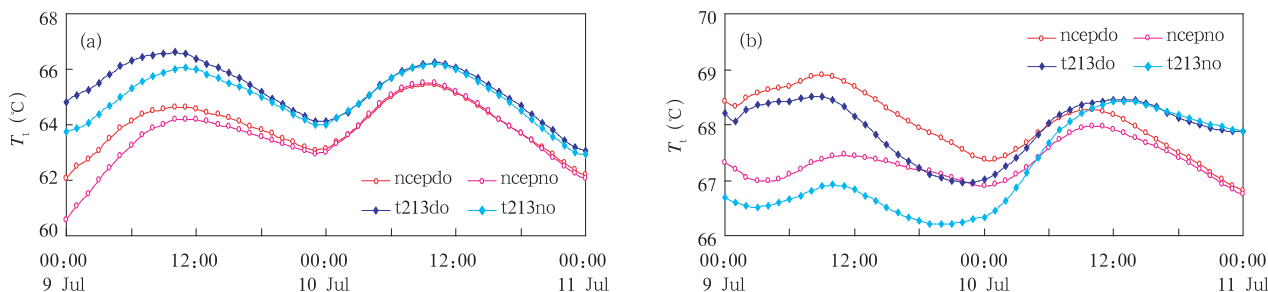 68
66
64
62
60
Tt (℃)
(a)
ncepdo ncepno
t213do t213no
00:00 12:00 00:00 12:00 00:00
9 Jul 10 Jul 11 Jul
70
69
68
67
66
Tt (℃)
(b)
ncepdo ncepno
t213do t213no
00:00 12:00 00:00 12:00 00:00
9 Jul 10 Jul 11 Jul